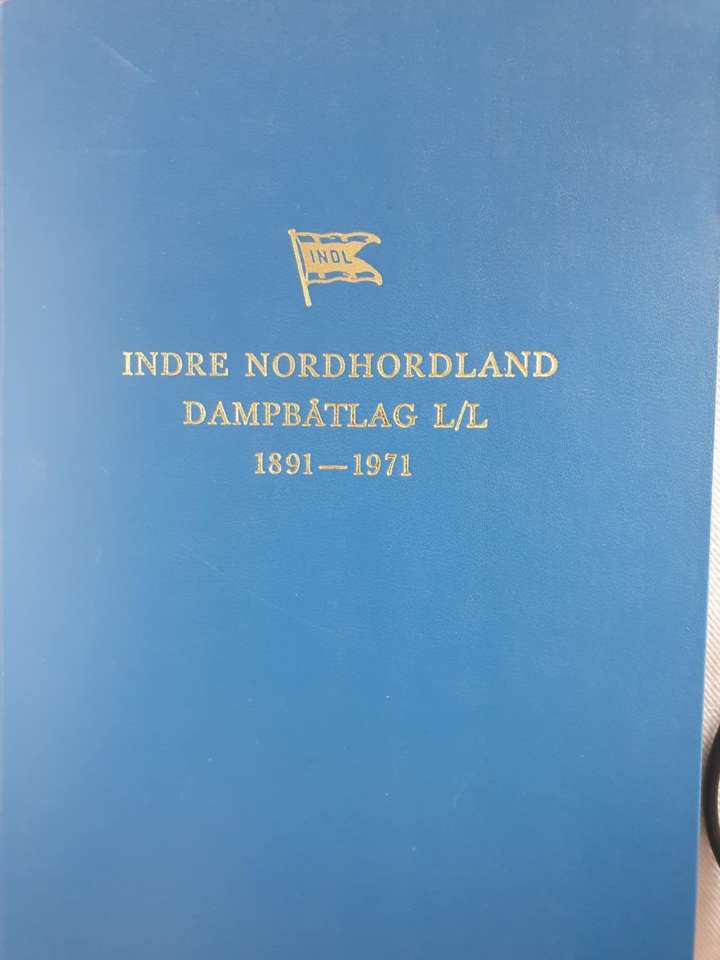 INDL
INDRE NORDHORDLAND
DAMPBÅTLAG L/L
1891—1971